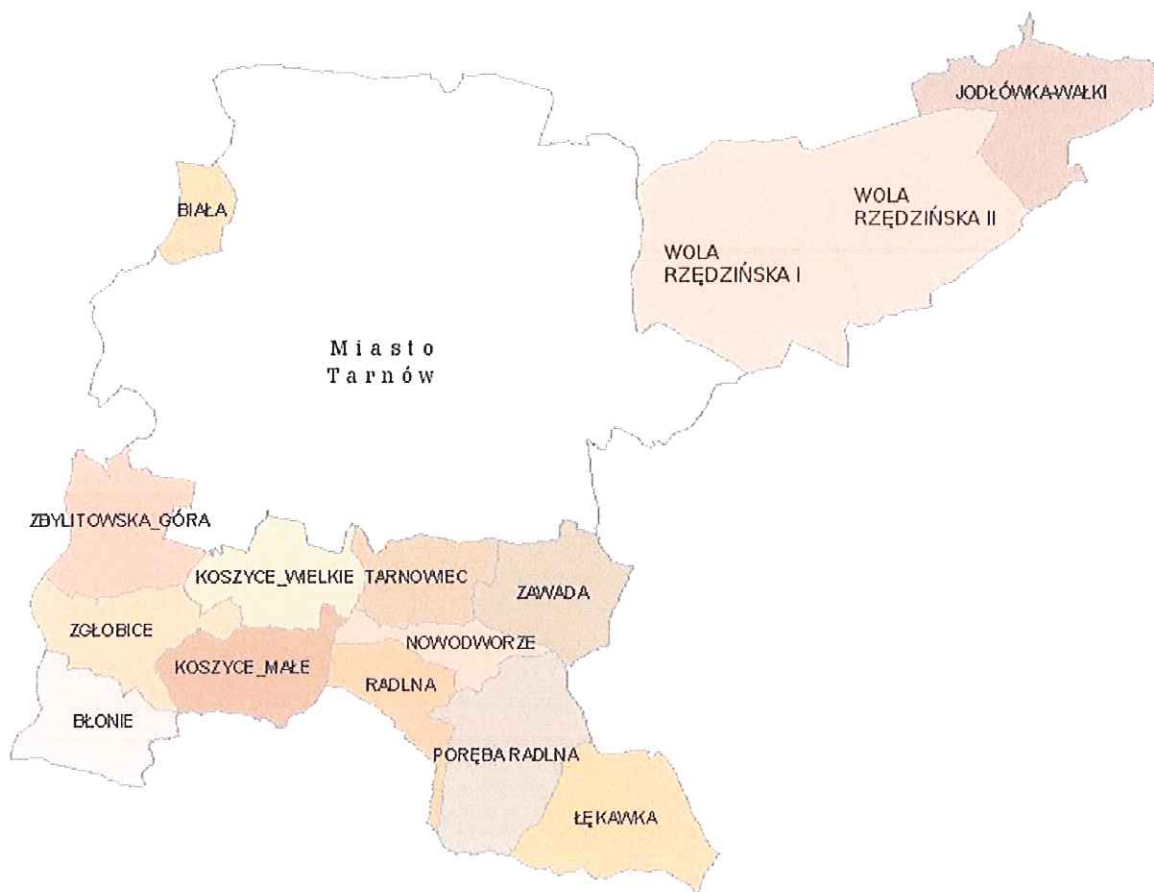 JODŁÓWKA-WAŁKI
WOLA
RZĘDZIŃSKA II
BIAŁA
WOLA
RZĘDZIŃSKA I
Miasto
Tarnów
ZBYLITOWSKA_GÓRA
KOSZYCE_WIELKIE
TARNOWIEC
ZAWADA
ZGŁOBICE
NOWODWORZE
KOSZYCE_MAŁE
RADLNA
BŁONIE
PORĘBA RADLNA
ŁĘKAWKA